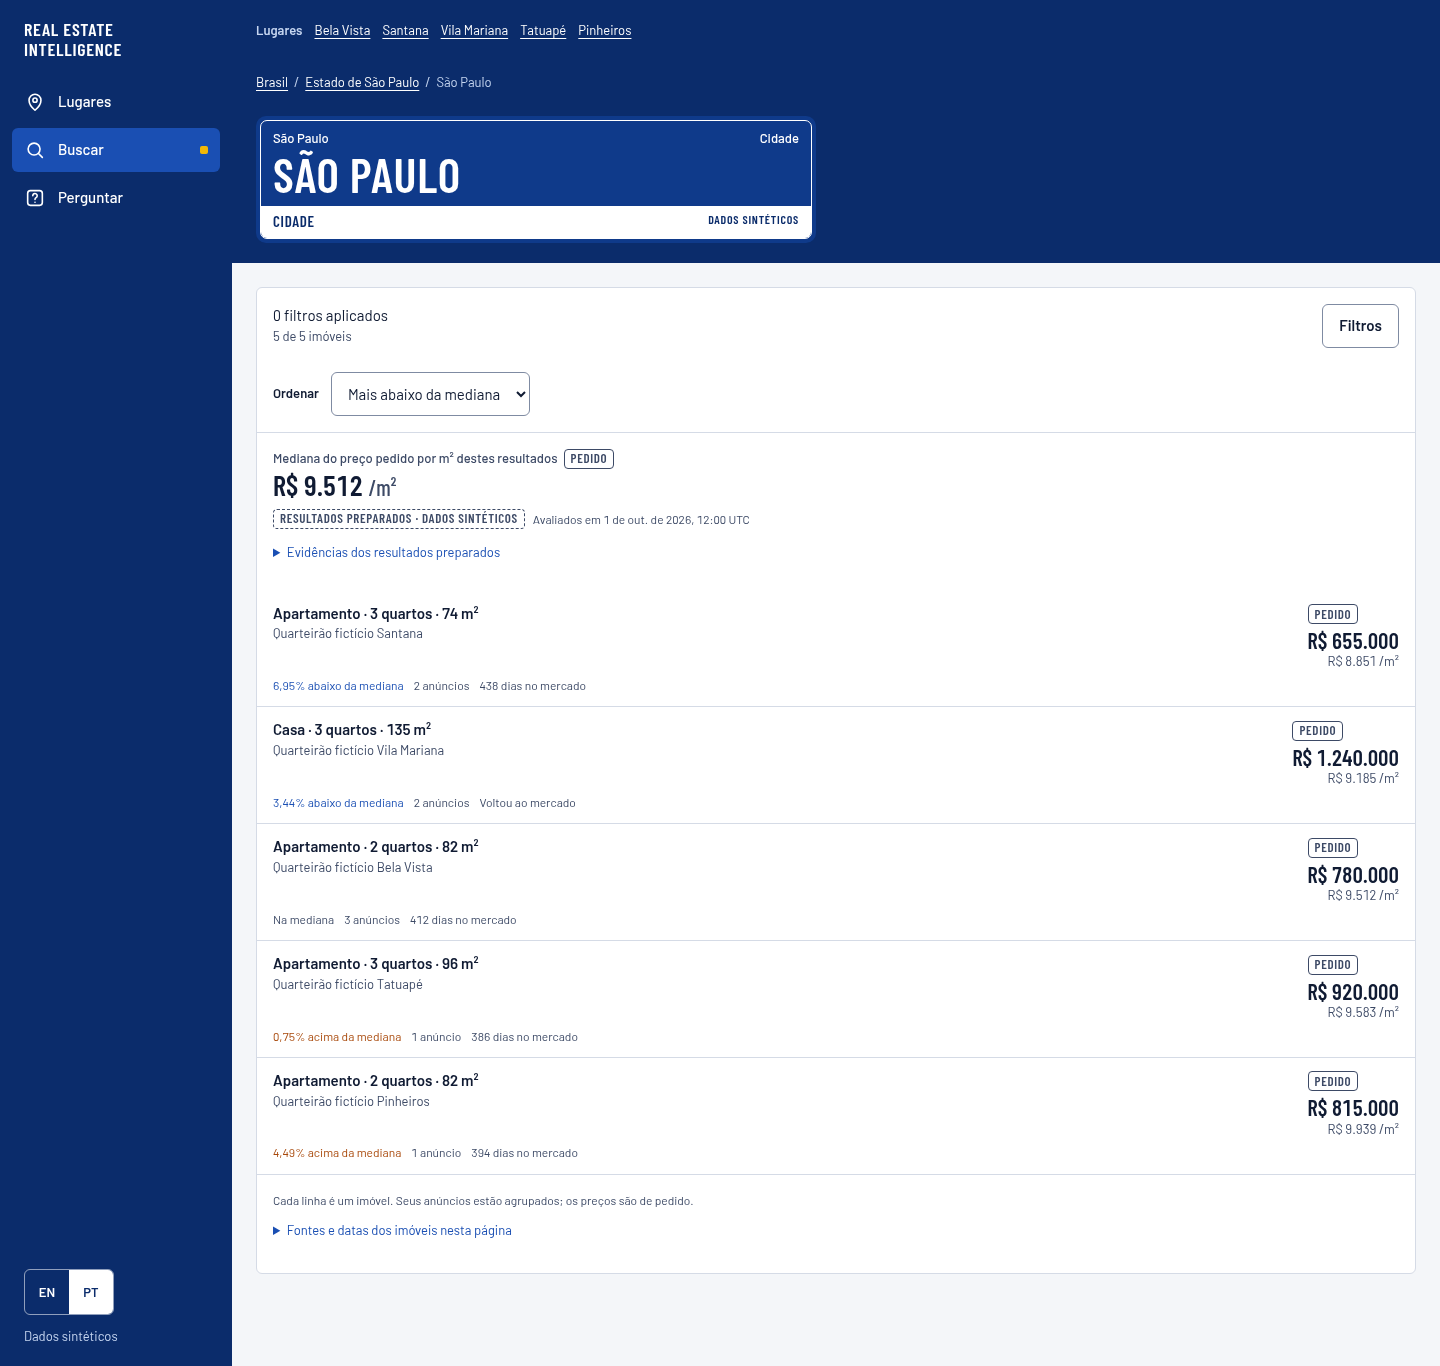 REAL ESTATE
INTELLIGENCE
Lugares
Buscar
Perguntar
EN PT
Dados sintéticos
Lugares Bela Vista Santana Vila Mariana Tatuapé Pinheiros
Brasil / Estado de São Paulo / São Paulo
São Paulo Cidade
SÃO PAULO
CIDADE DADOS SINTÉTICOS
0 filtros aplicados
5 de 5 imóveis
Filtros
Ordenar Mais abaixo da mediana
Mediana do preço pedido por m² destes resultados PEDIDO
R$ 9.512 /m²
RESULTADOS PREPARADOS · DADOS SINTÉTICOS Avaliados em 1 de out. de 2026, 12:00 UTC
Evidências dos resultados preparados
Apartamento · 3 quartos · 74 m²
Quarteirão fictício Santana
6,95% abaixo da mediana 2 anúncios 438 dias no mercado
PEDIDO
R$ 655.000
R$ 8.851 /m²
Casa · 3 quartos · 135 m²
Quarteirão fictício Vila Mariana
3,44% abaixo da mediana 2 anúncios Voltou ao mercado
PEDIDO
R$ 1.240.000
R$ 9.185 /m²
Apartamento · 2 quartos · 82 m²
Quarteirão fictício Bela Vista
Na mediana 3 anúncios 412 dias no mercado
PEDIDO
R$ 780.000
R$ 9.512 /m²
Apartamento · 3 quartos · 96 m²
Quarteirão fictício Tatuapé
0,75% acima da mediana 1 anúncio 386 dias no mercado
PEDIDO
R$ 920.000
R$ 9.583 /m²
Apartamento · 2 quartos · 82 m²
Quarteirão fictício Pinheiros
4,49% acima da mediana 1 anúncio 394 dias no mercado
PEDIDO
R$ 815.000
R$ 9.939 /m²
Cada linha é um imóvel. Seus anúncios estão agrupados; os preços são de pedido.
Fontes e datas dos imóveis nesta página